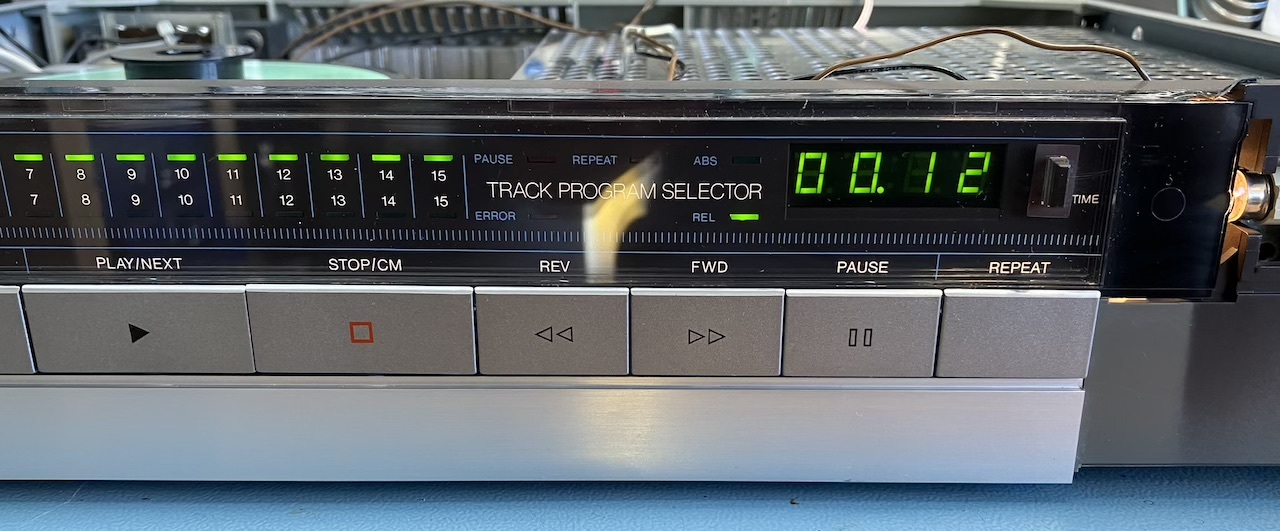 PAUSE REPEAT ABS
00.12
7 8 9 10 11 12 13 14 15
TRACK PROGRAM SELECTOR
7 8 9 10 11 12 13 14 15
TIME
ERROR REL
PLAY/NEXT STOP/CM REV FWD PAUSE REPEAT